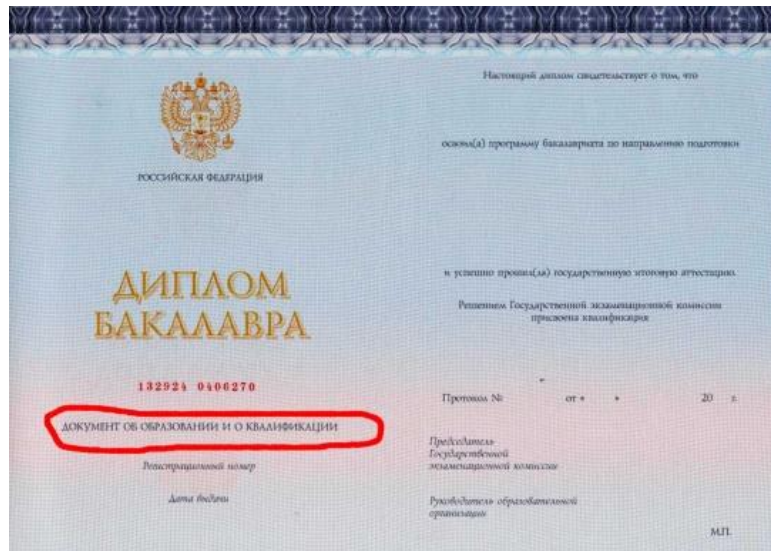 РОССИЙСКАЯ ФЕДЕРАЦИЯ
ДИПЛОМ
БАКАЛАВРА
132924 0406270
ДОКУМЕНТ ОБ ОБРАЗОВАНИИ И О КВАЛИФИКАЦИИ
Регистрационный номер
Дата выдачи
Настоящий диплом свидетельствует о том, что
освоил(а) программу бакалавриата по направлению подготовки
и успешно прошел(ла) государственную итоговую аттестацию.
Решением Государственной экзаменационной комиссии
присвоена квалификация
Протокол № от « » 20 г.
Председатель
Государственной
экзаменационной комиссии
Руководитель образовательной
организации
М.П.